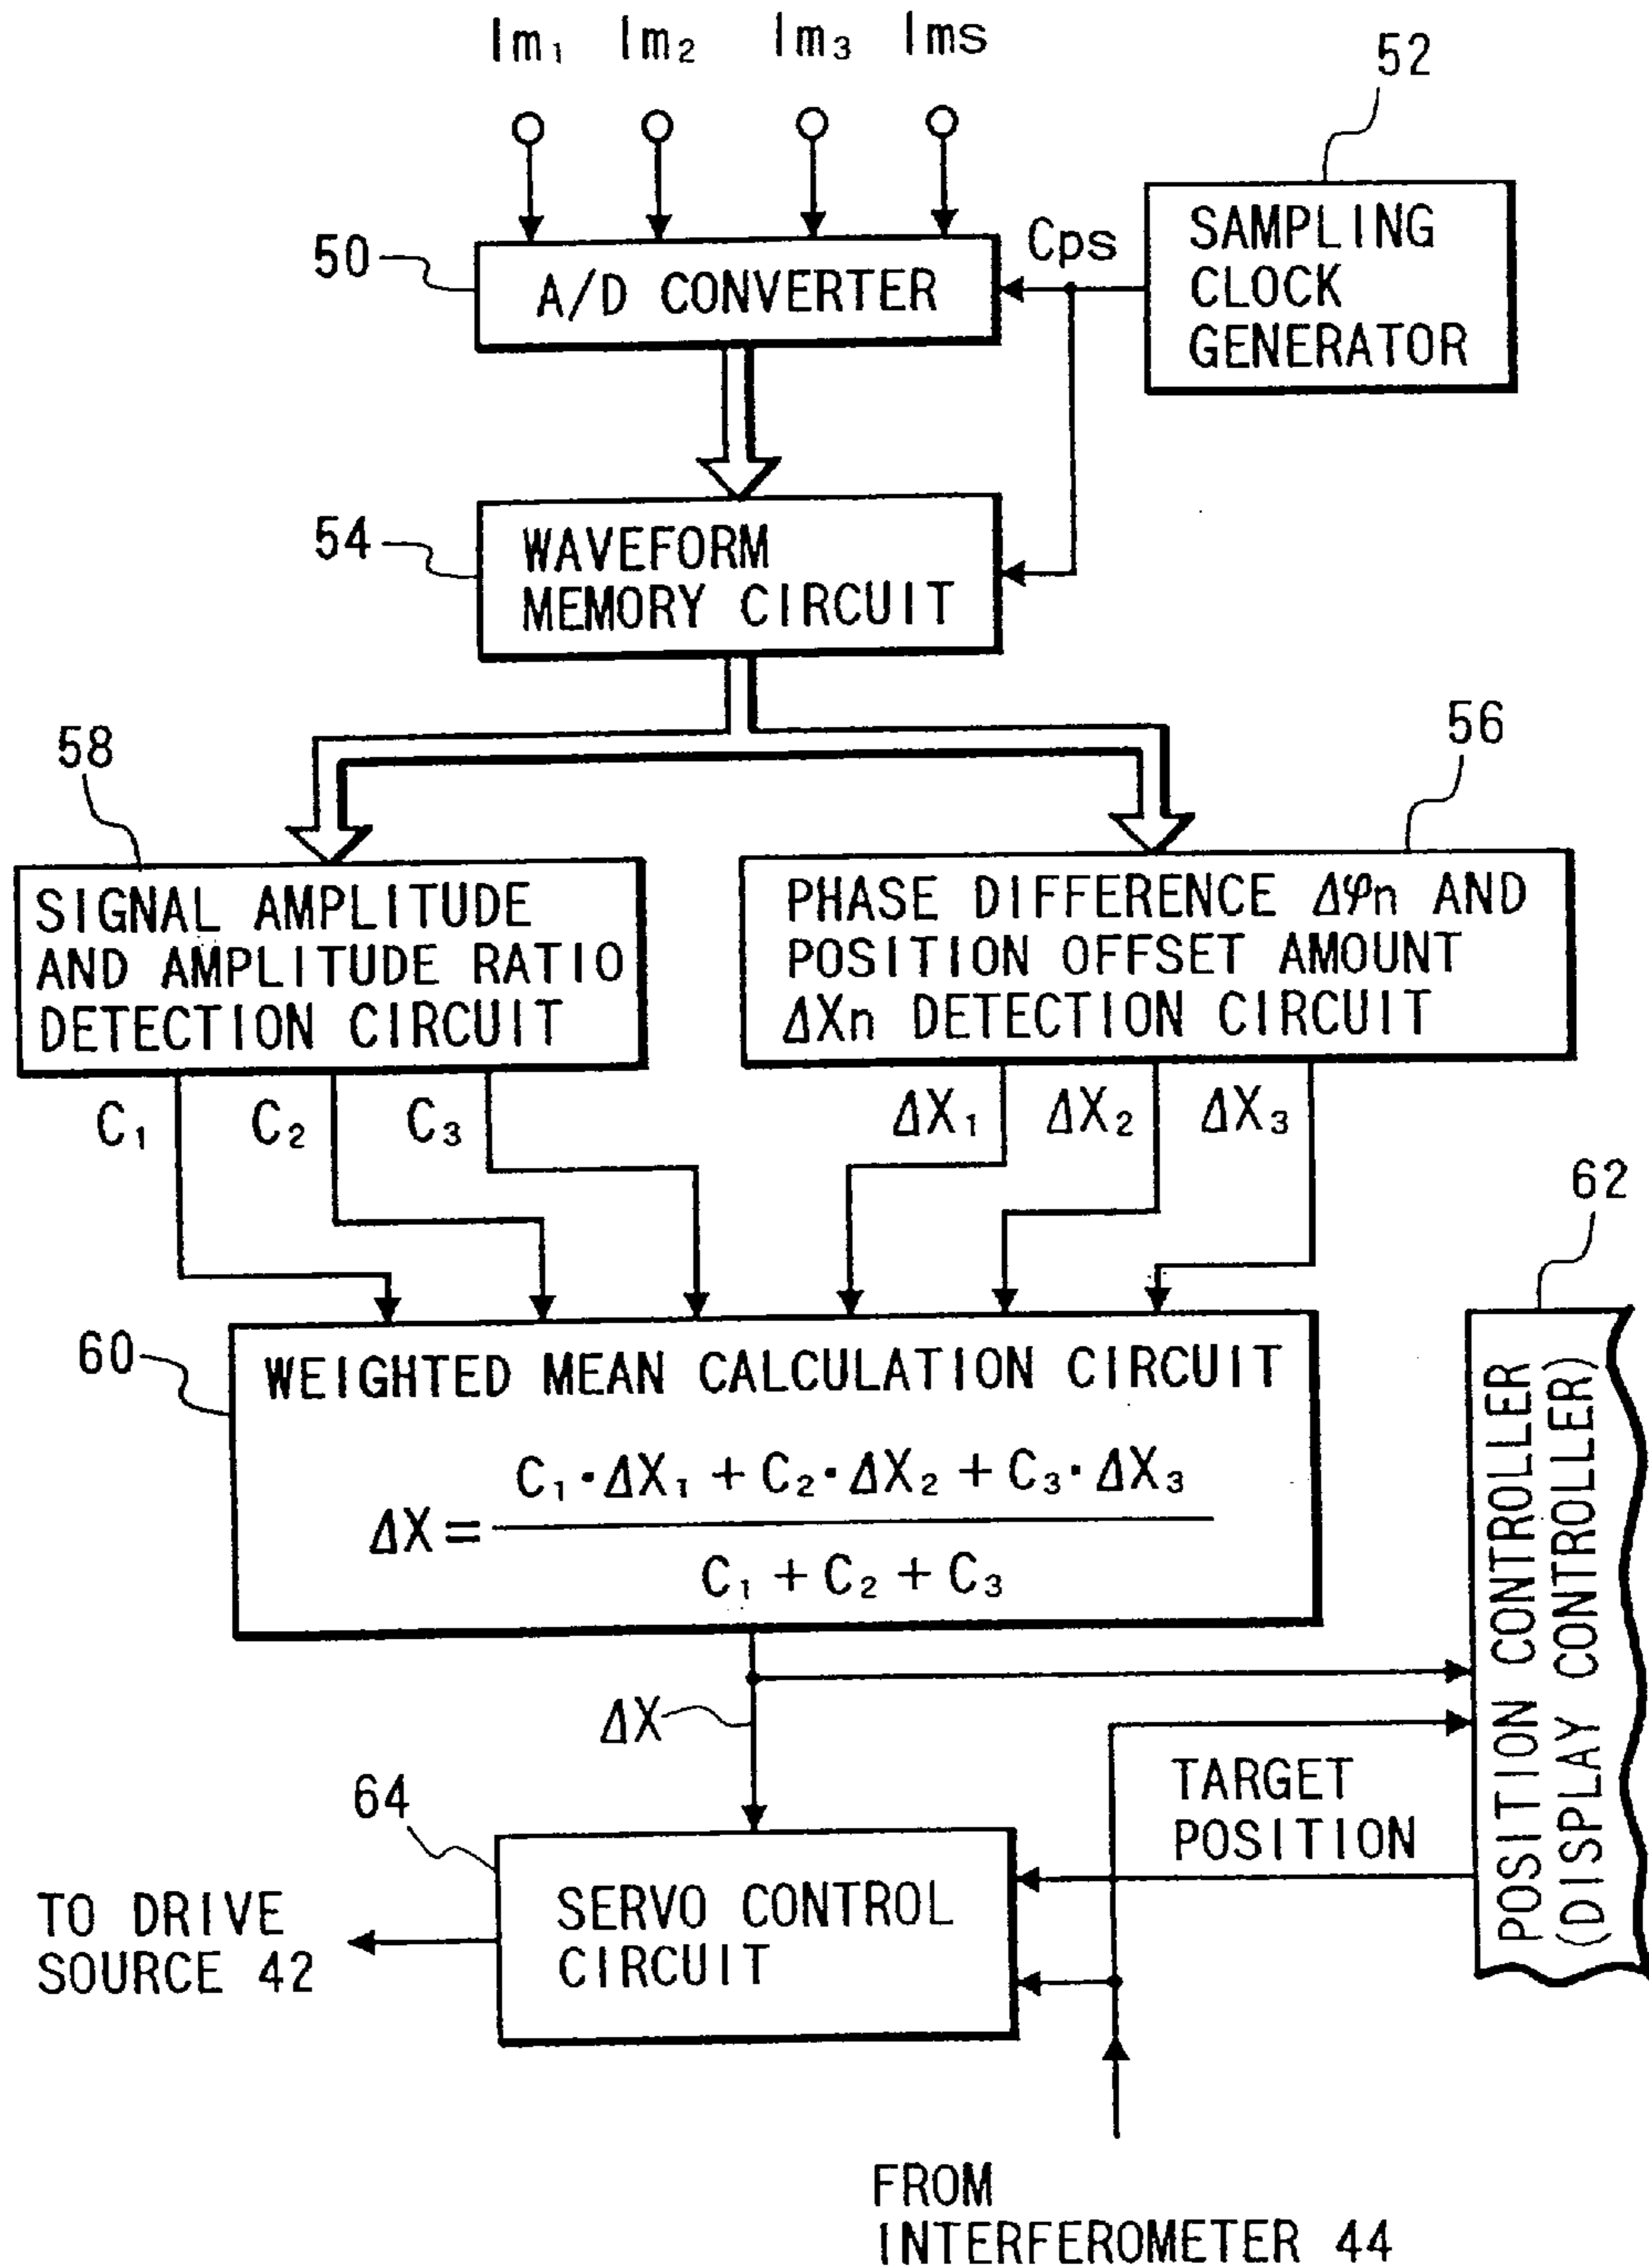 Im₁ Im₂ Im₃ Ims
52
50
A/D CONVERTER
Cps
SAMPLING
CLOCK
GENERATOR
54
WAVEFORM
MEMORY CIRCUIT
58
56
SIGNAL AMPLITUDE
AND AMPLITUDE RATIO
DETECTION CIRCUIT
PHASE DIFFERENCE Δφn AND
POSITION OFFSET AMOUNT
ΔXn DETECTION CIRCUIT
C₁ C₂ C₃
ΔX₁ ΔX₂ ΔX₃
62
60
WEIGHTED MEAN CALCULATION CIRCUIT
C₁·ΔX₁ + C₂·ΔX₂ + C₃·ΔX₃
ΔX =
C₁ + C₂ + C₃
POSITION CONTROLLER
(DISPLAY CONTROLLER)
ΔX
TARGET
POSITION
64
SERVO CONTROL
CIRCUIT
TO DRIVE
SOURCE 42
FROM
INTERFEROMETER 44